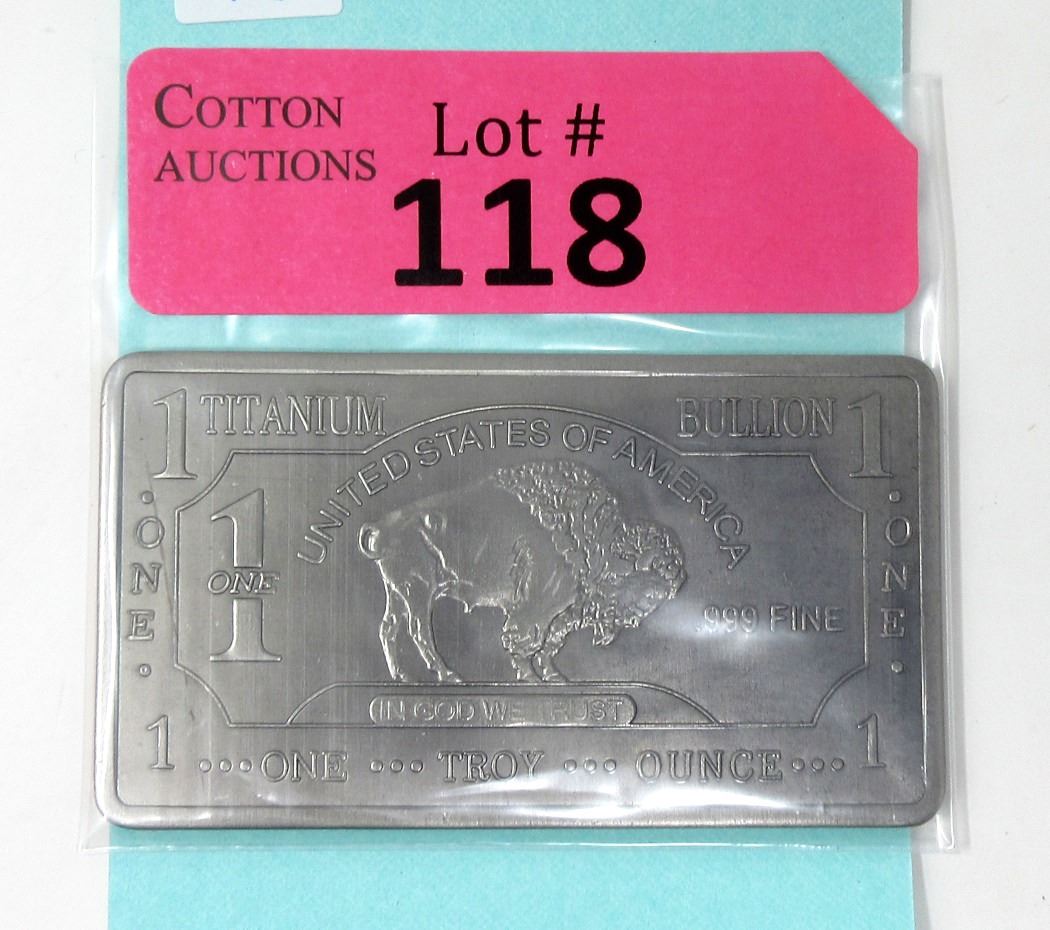 COTTON
AUCTIONS
Lot #
118
1 TITANIUM BULLION 1
UNITED STATES OF AMERICA
· ONE ·
1
ONE
999 FINE
· ONE ·
IN GOD WE TRUST
1 ••• ONE ••• TROY ••• OUNCE ••• 1